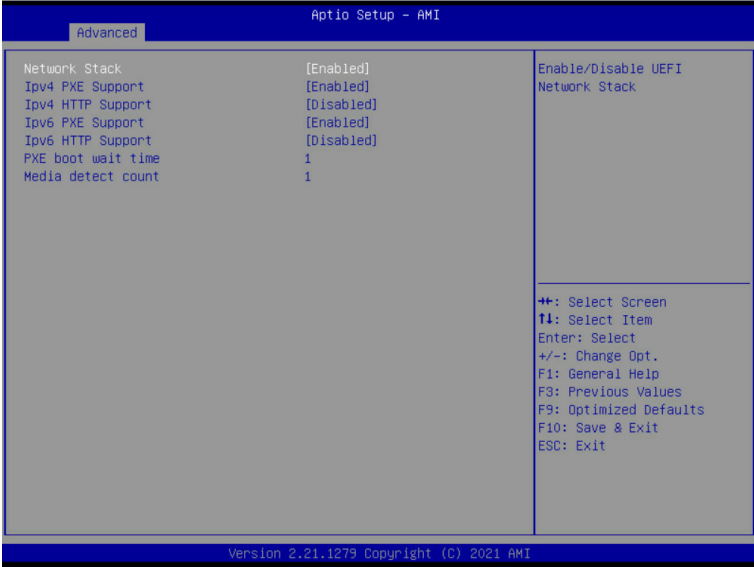 Aptio Setup – AMI
Advanced
Network Stack [Enabled]
Ipv4 PXE Support [Enabled]
Ipv4 HTTP Support [Disabled]
Ipv6 PXE Support [Enabled]
Ipv6 HTTP Support [Disabled]
PXE boot wait time 1
Media detect count 1
Enable/Disable UEFI
Network Stack
→←: Select Screen
↑↓: Select Item
Enter: Select
+/-: Change Opt.
F1: General Help
F3: Previous Values
F9: Optimized Defaults
F10: Save & Exit
ESC: Exit
Version 2.21.1279 Copyright (C) 2021 AMI